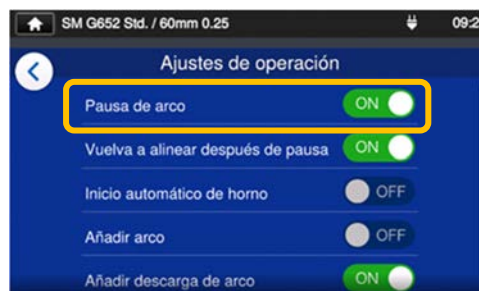 SM G652 Std. / 60mm 0.25
09:2
Ajustes de operación
Pausa de arco ON
Vuelva a alinear después de pausa ON
Inicio automático de horno OFF
Añadir arco OFF
Añadir descarga de arco ON